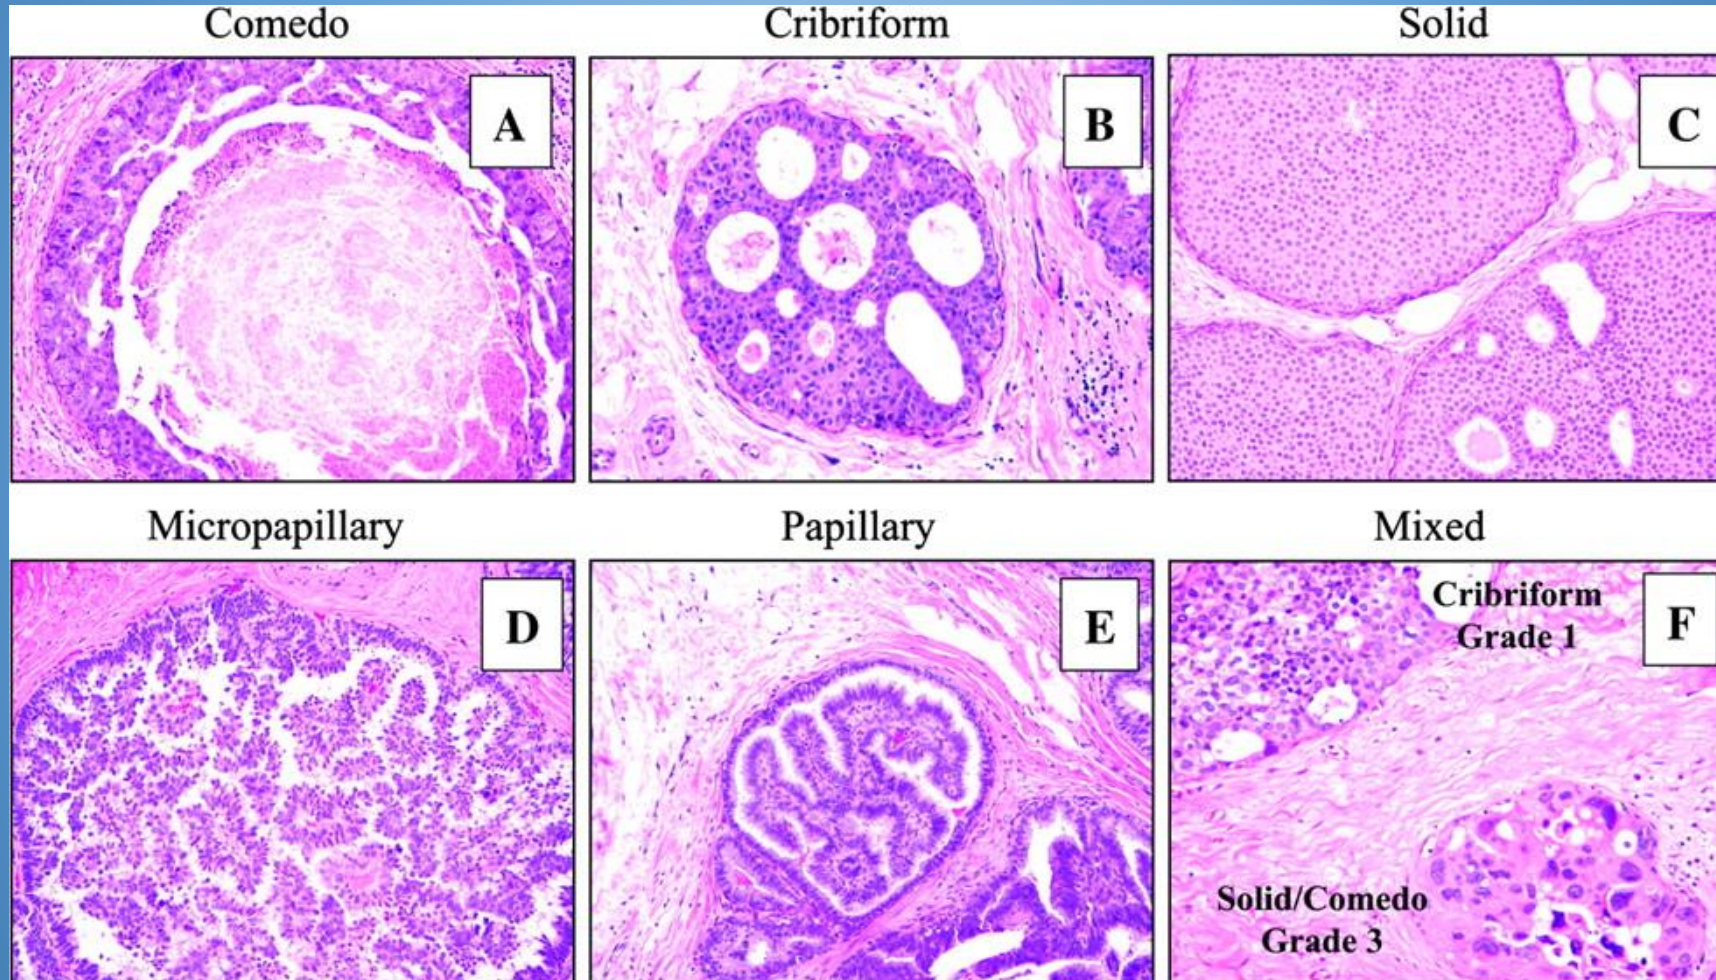 Comedo
Cribriform
Solid
A
B
C
Micropapillary
Papillary
Mixed
D
E
F
Cribriform
Grade 1
Solid/Comedo
Grade 3